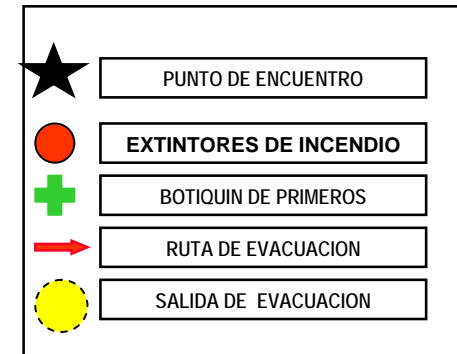 PUNTO DE ENCUENTRO
EXTINTORES DE INCENDIO
BOTIQUIN DE PRIMEROS
RUTA DE EVACUACION
SALIDA DE EVACUACION